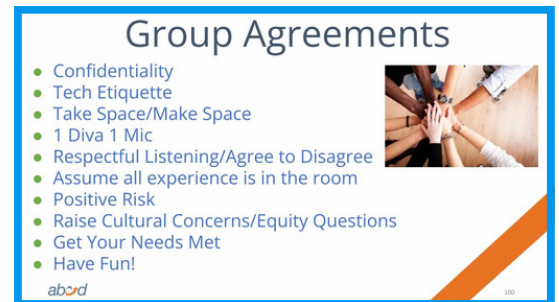 Group Agreements
Confidentiality
Tech Etiquette
Take Space/Make Space
1 Diva 1 Mic
Respectful Listening/Agree to Disagree
Assume all experience is in the room
Positive Risk
Raise Cultural Concerns/Equity Questions
Get Your Needs Met
Have Fun!
100